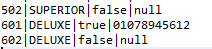 502|SUPERIOR|false|null
601|DELUXE|true|01078945612
602|DELUXE|false|null